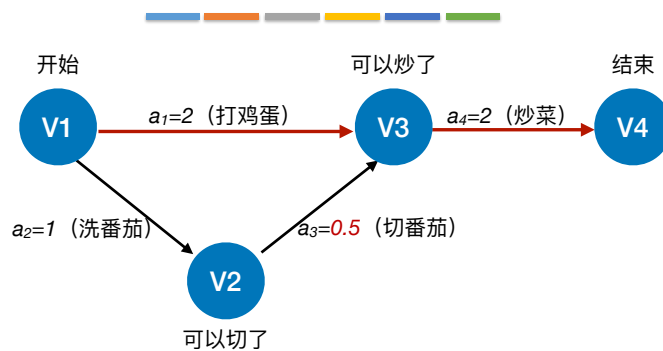 开始
可以炒了
结束
V1
a₁=2（打鸡蛋）
V3
a₄=2（炒菜）
V4
a₂=1（洗番茄）
a₃=0.5（切番茄）
V2
可以切了